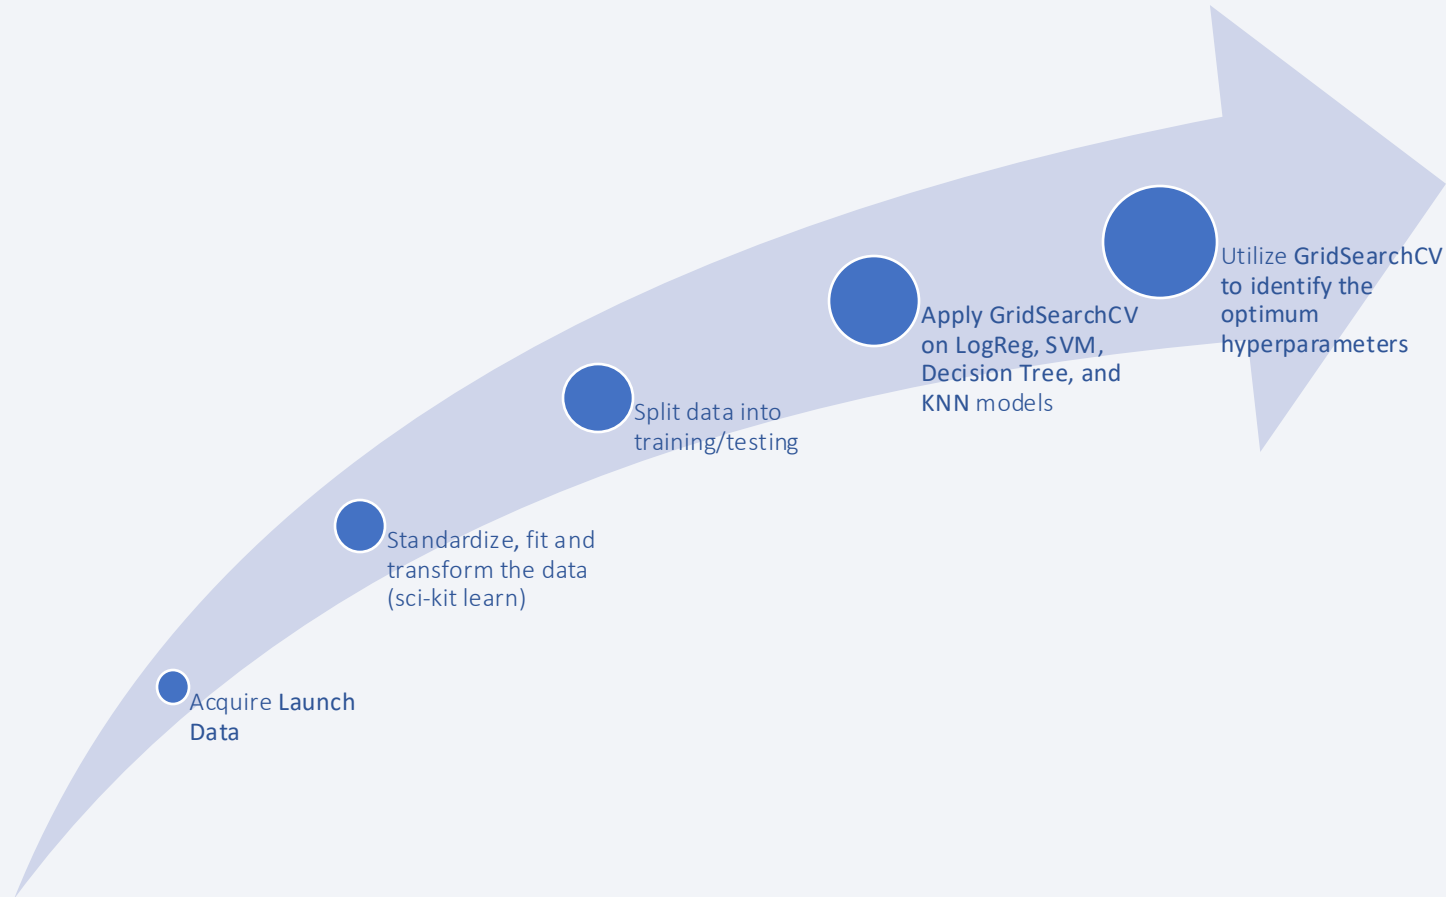 Acquire Launch
Data
Standardize, fit and
transform the data
(sci-kit learn)
Split data into
training/testing
Apply GridSearchCV
on LogReg, SVM,
Decision Tree, and
KNN models
Utilize GridSearchCV
to identify the
optimum
hyperparameters